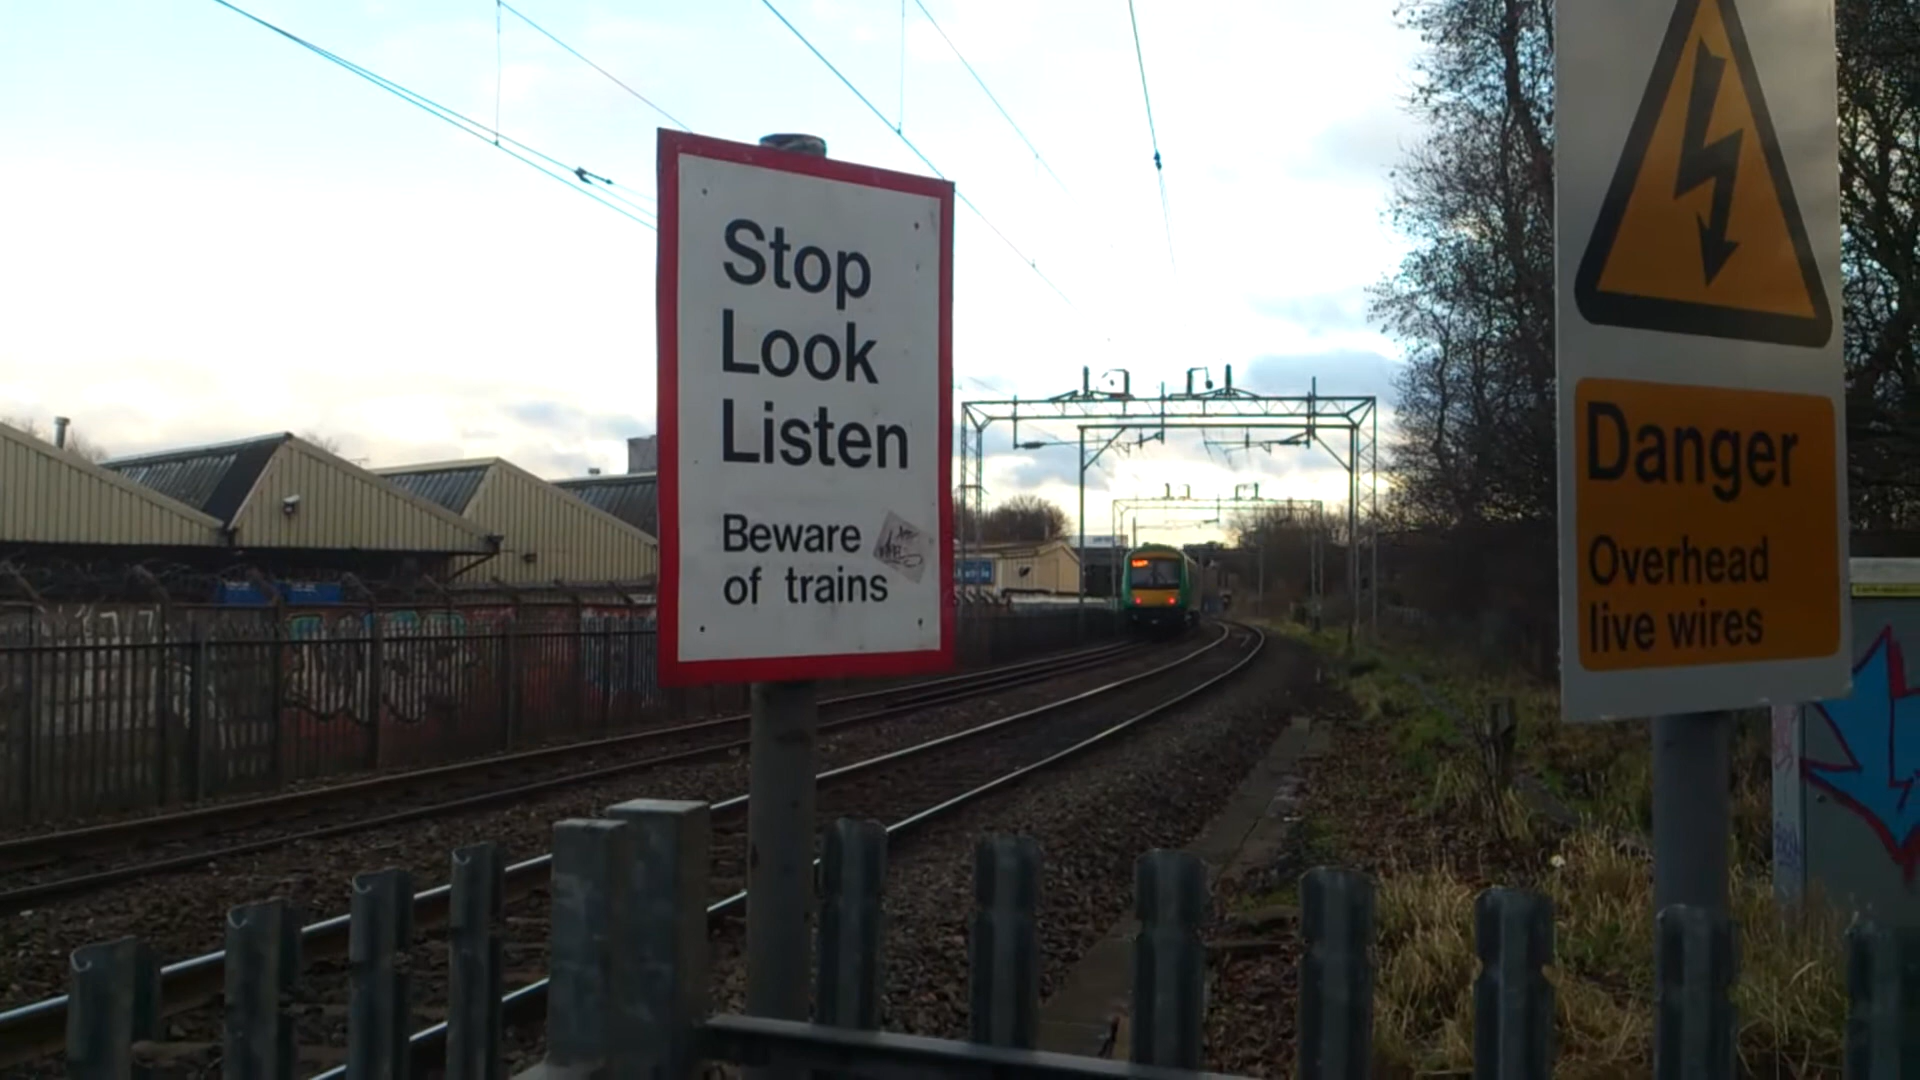 Stop
Look
Listen
Beware
of trains
Danger
Overhead
live wires